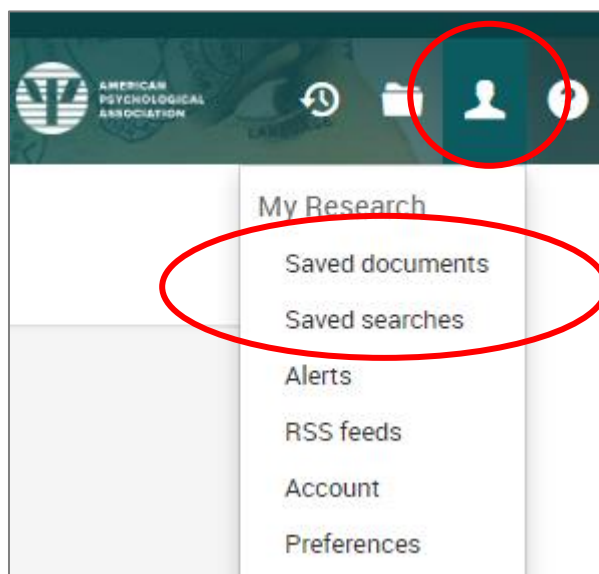 AMERICAN
PSYCHOLOGICAL
ASSOCIATION
?
My Research
Saved documents
Saved searches
Alerts
RSS feeds
Account
Preferences